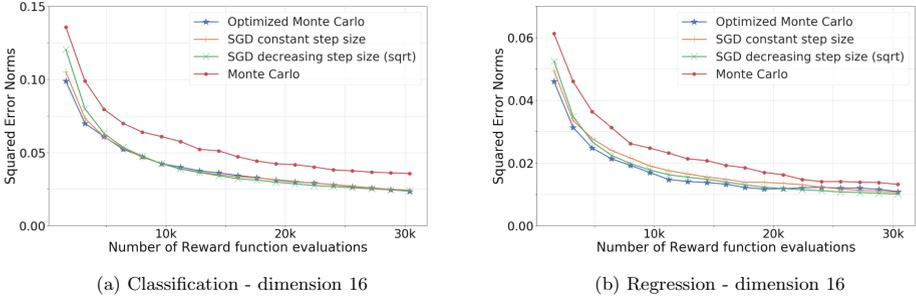 0.15
0.10
0.05
0.00
Squared Error Norms
Optimized Monte Carlo
SGD constant step size
SGD decreasing step size (sqrt)
Monte Carlo
10k
20k
30k
Number of Reward function evaluations
(a) Classification - dimension 16
0.06
0.04
0.02
0.00
Squared Error Norms
Optimized Monte Carlo
SGD constant step size
SGD decreasing step size (sqrt)
Monte Carlo
10k
20k
30k
Number of Reward function evaluations
(b) Regression - dimension 16